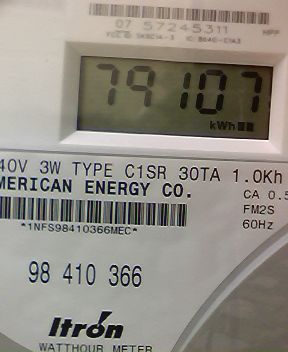 07 57245311
79107
kWh
40V 3W TYPE C1SR 30TA 1.0Kh
MERICAN ENERGY CO.
CA 0.5
FM2S
60Hz
*1NFS98410366MEC*
98 410 366
Itron
WATTHOUR METER